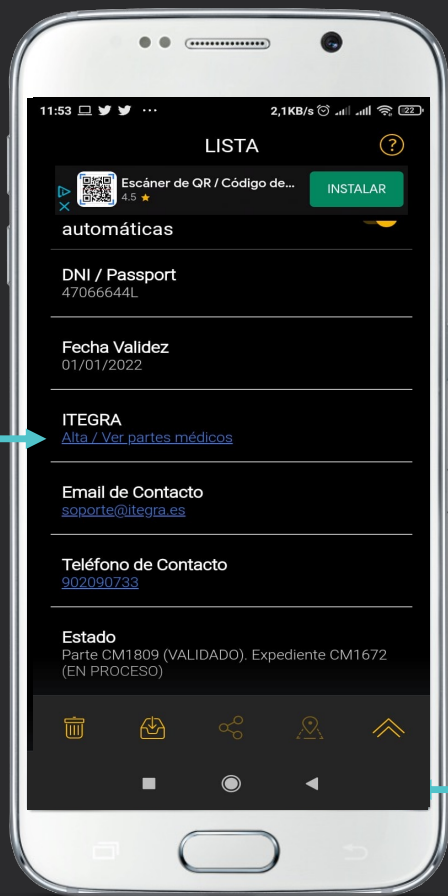 11:53 ... 2,1KB/s 22
LISTA ?
Escáner de QR / Código de...
4.5 ★
INSTALAR
automáticas
DNI / Passport
47066644L
Fecha Validez
01/01/2022
ITEGRA
Alta / Ver partes médicos
Email de Contacto
soporte@itegra.es
Teléfono de Contacto
902090733
Estado
Parte CM1809 (VALIDADO). Expediente CM1672
(EN PROCESO)